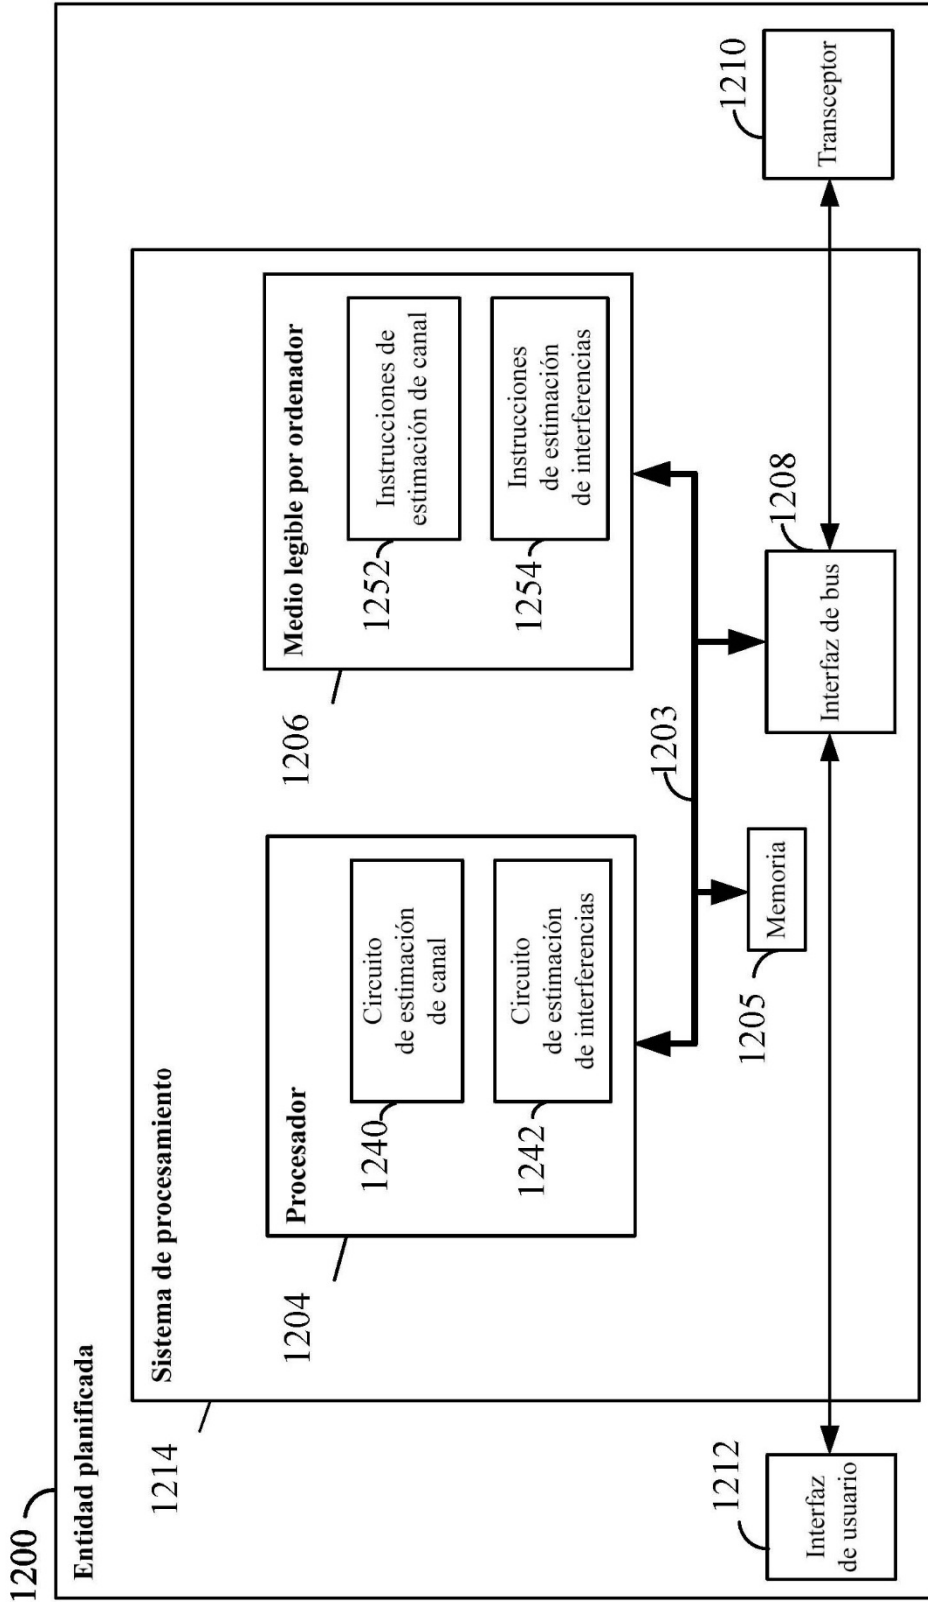 1200
Entidad planificada
1214
Sistema de procesamiento
1204
Procesador
1240
Circuito
de estimación
de canal
1242
Circuito
de estimación
de interferencias
1206
Medio legible por ordenador
1252
Instrucciones de
estimación de canal
1254
Instrucciones
de estimación
de interferencias
1203
1205
Memoria
1208
Interfaz de bus
1212
Interfaz
de usuario
1210
Transceptor